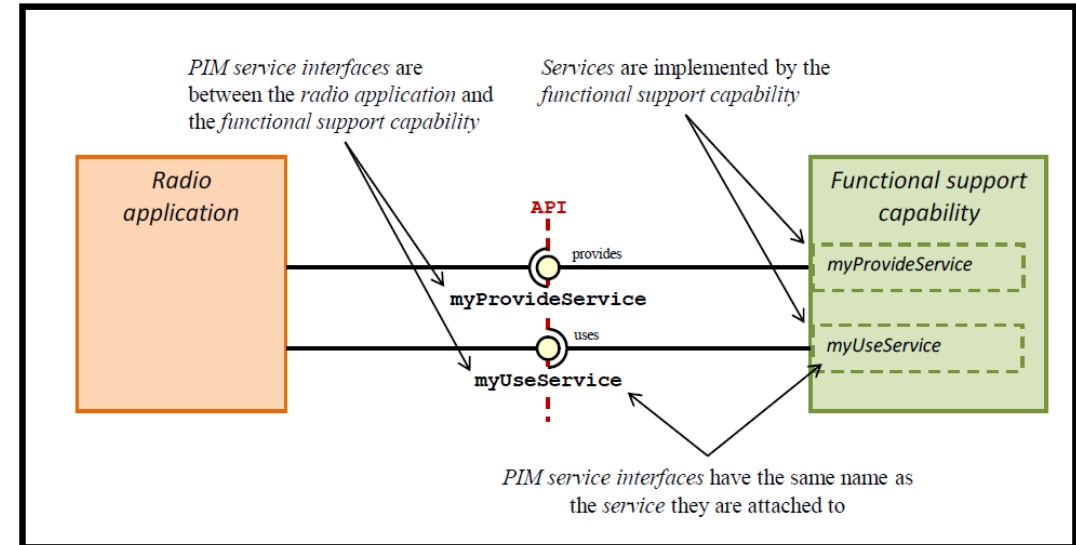 PIM service interfaces are
between the radio application and
the functional support capability
Services are implemented by the
functional support capability
Radio
application
API
Functional support
capability
provides
myProvideService
myProvideService
uses
myUseService
myUseService
PIM service interfaces have the same name as
the service they are attached to